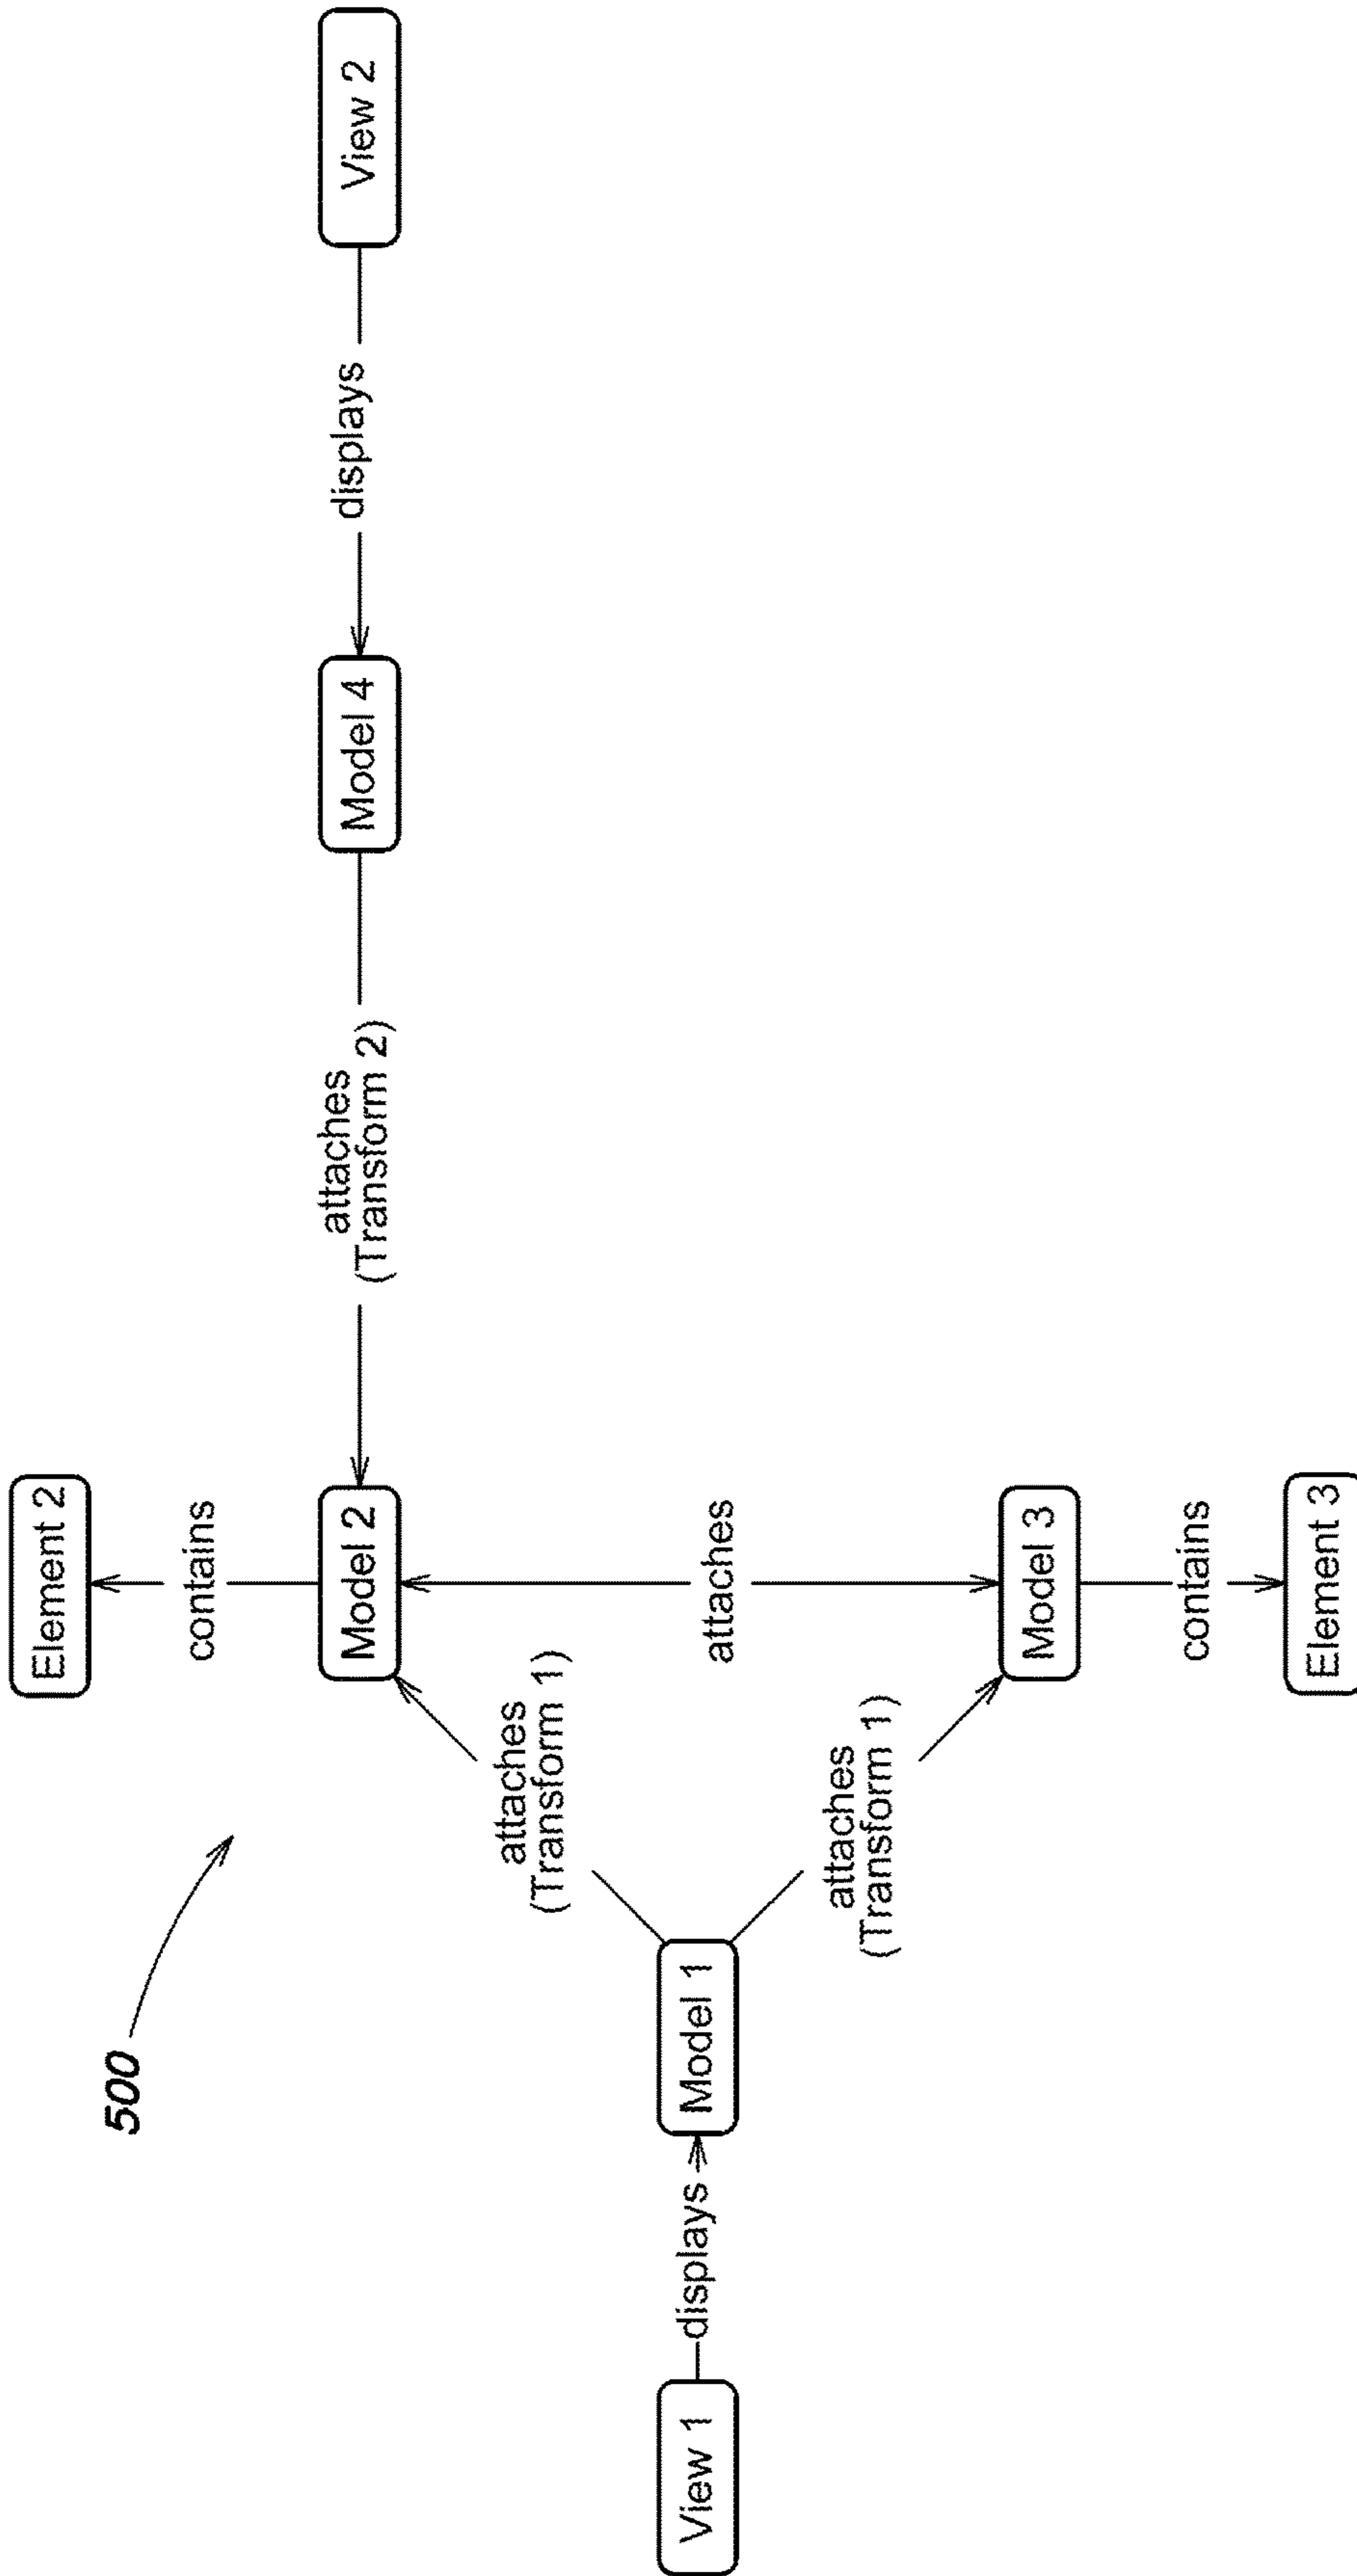 500
Element 2
contains
View 1
displays
Model 1
attaches
(Transform 1)
Model 2
attaches
(Transform 2)
Model 4
displays
View 2
attaches
attaches
(Transform 1)
Model 3
contains
Element 3